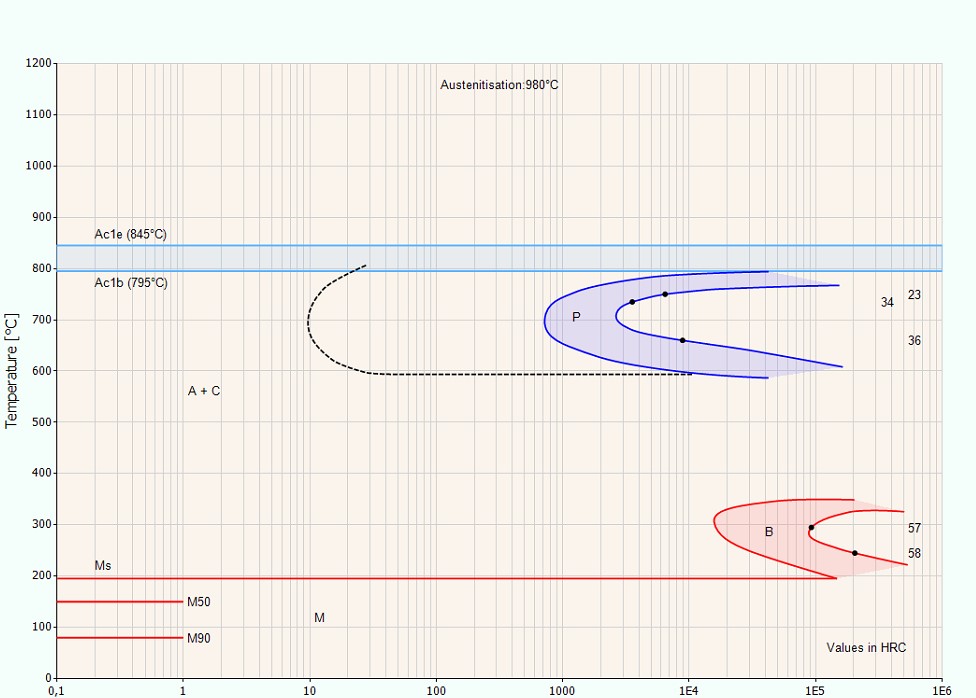 1200
Austenitisation:980°C
1100
1000
900
Ac1e (845°C)
800
Ac1b (795°C)
23
34
700
P
36
600
A + C
500
400
300
B
57
58
Ms
200
M50
M
100
M90
Values in HRC
0
0,1
1
10
100
1000
1E4
1E5
1E6
Temperature [°C]